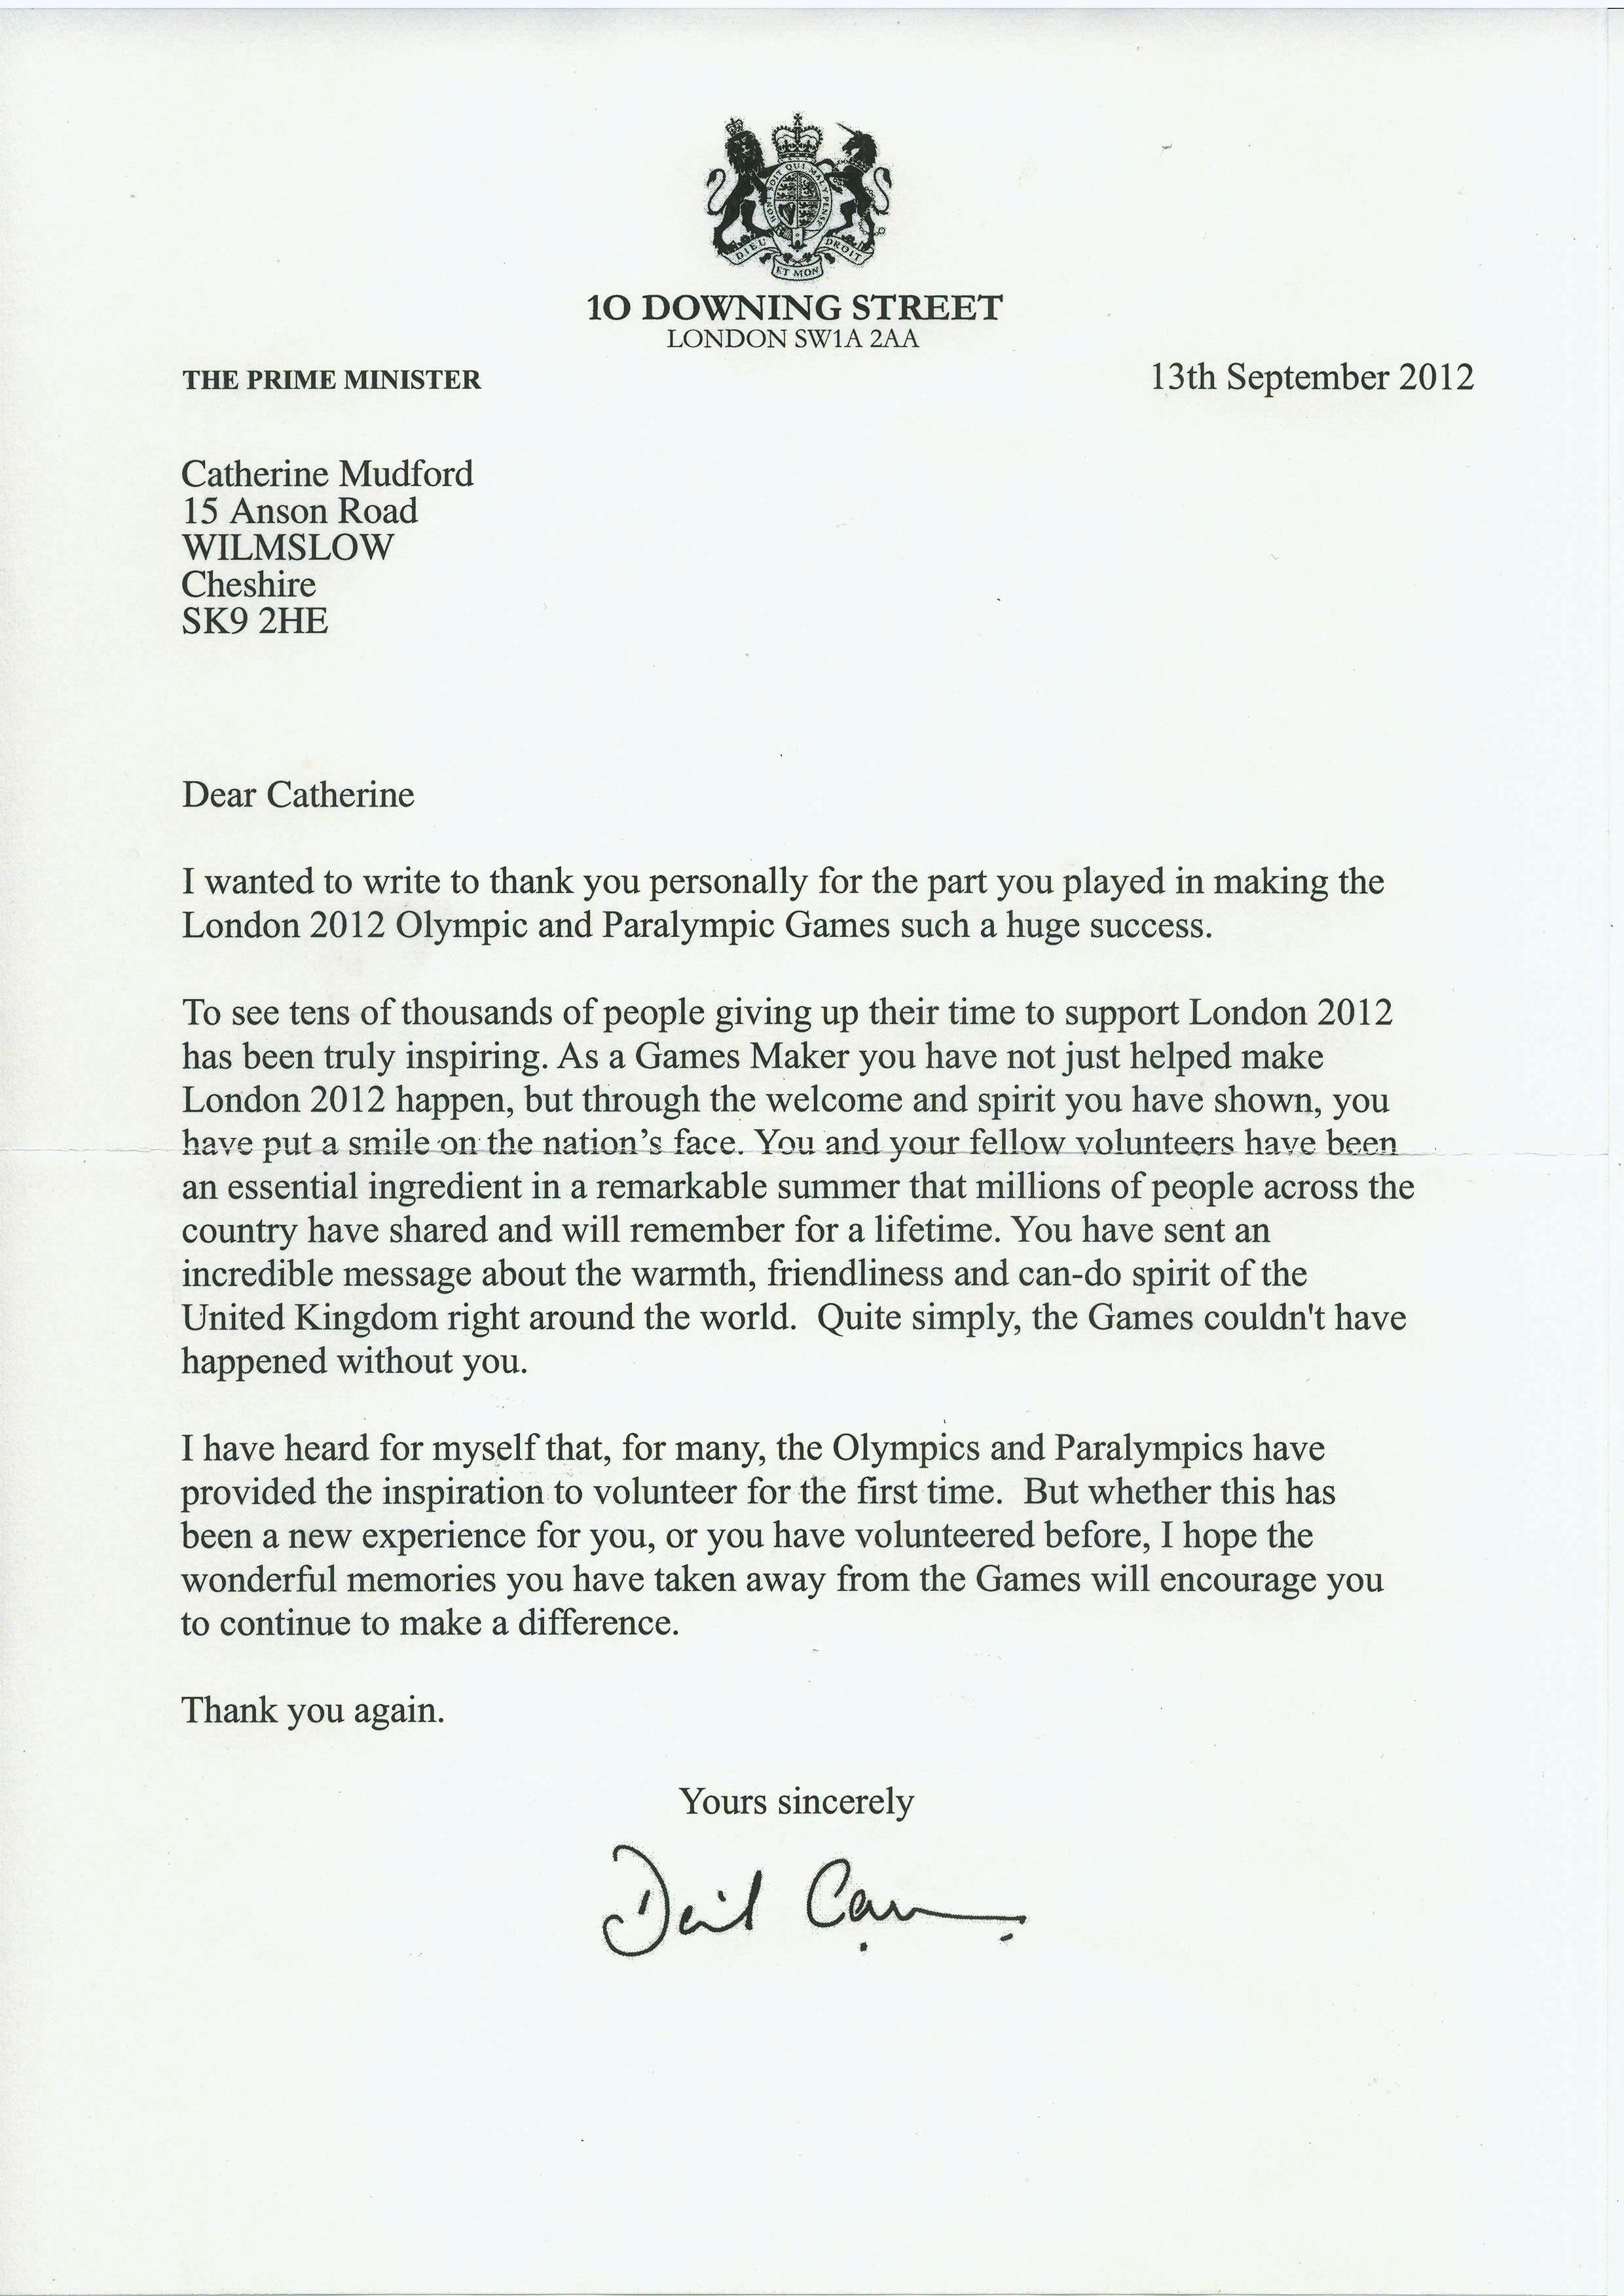 HONI SOIT QUI MAL Y PENSE
DIEU ET MON DROIT
10 DOWNING STREET
LONDON SW1A 2AA
THE PRIME MINISTER
13th September 2012
Catherine Mudford
15 Anson Road
WILMSLOW
Cheshire
SK9 2HE
Dear Catherine
I wanted to write to thank you personally for the part you played in making the
London 2012 Olympic and Paralympic Games such a huge success.
To see tens of thousands of people giving up their time to support London 2012
has been truly inspiring. As a Games Maker you have not just helped make
London 2012 happen, but through the welcome and spirit you have shown, you
have put a smile on the nation’s face. You and your fellow volunteers have been
an essential ingredient in a remarkable summer that millions of people across the
country have shared and will remember for a lifetime. You have sent an
incredible message about the warmth, friendliness and can-do spirit of the
United Kingdom right around the world.  Quite simply, the Games couldn't have
happened without you.
I have heard for myself that, for many, the Olympics and Paralympics have
provided the inspiration to volunteer for the first time.  But whether this has
been a new experience for you, or you have volunteered before, I hope the
wonderful memories you have taken away from the Games will encourage you
to continue to make a difference.
Thank you again.
Yours sincerely